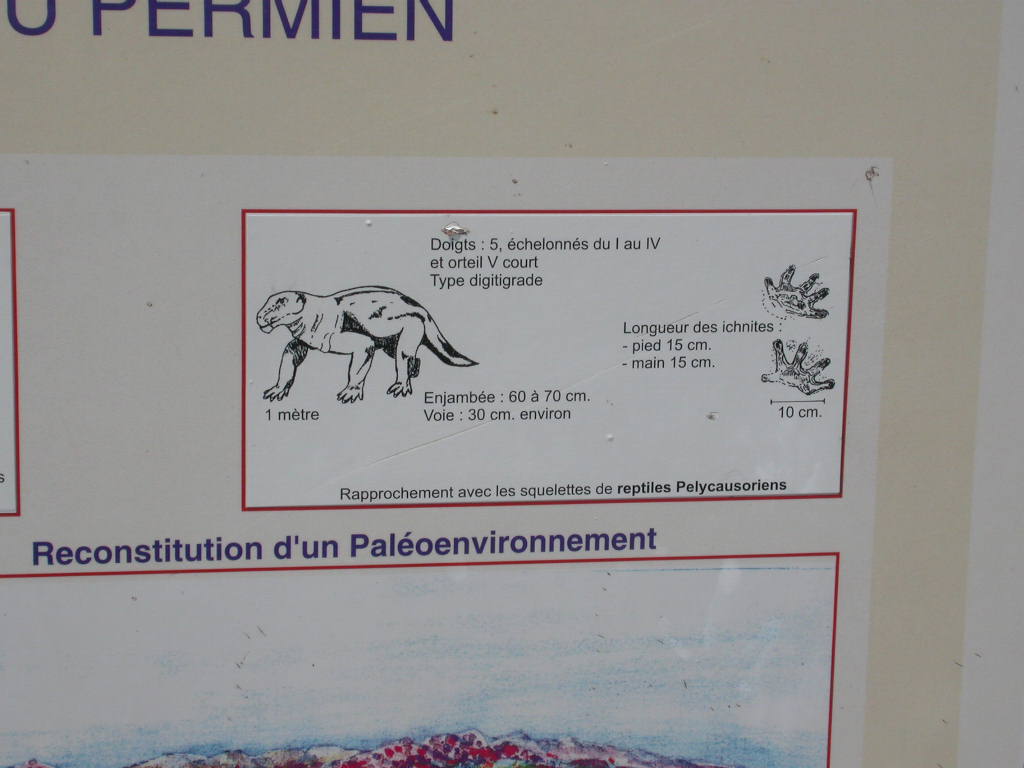 U PERMIEN
Doigts : 5, échelonnés du I au IV
et orteil V court
Type digitigrade
Longueur des ichnites :
- pied 15 cm.
- main 15 cm.
Enjambée : 60 à 70 cm.
Voie : 30 cm. environ
1 mètre
10 cm.
s
Rapprochement avec les squelettes de reptiles Pelycausoriens
Reconstitution d'un Paléoenvironnement